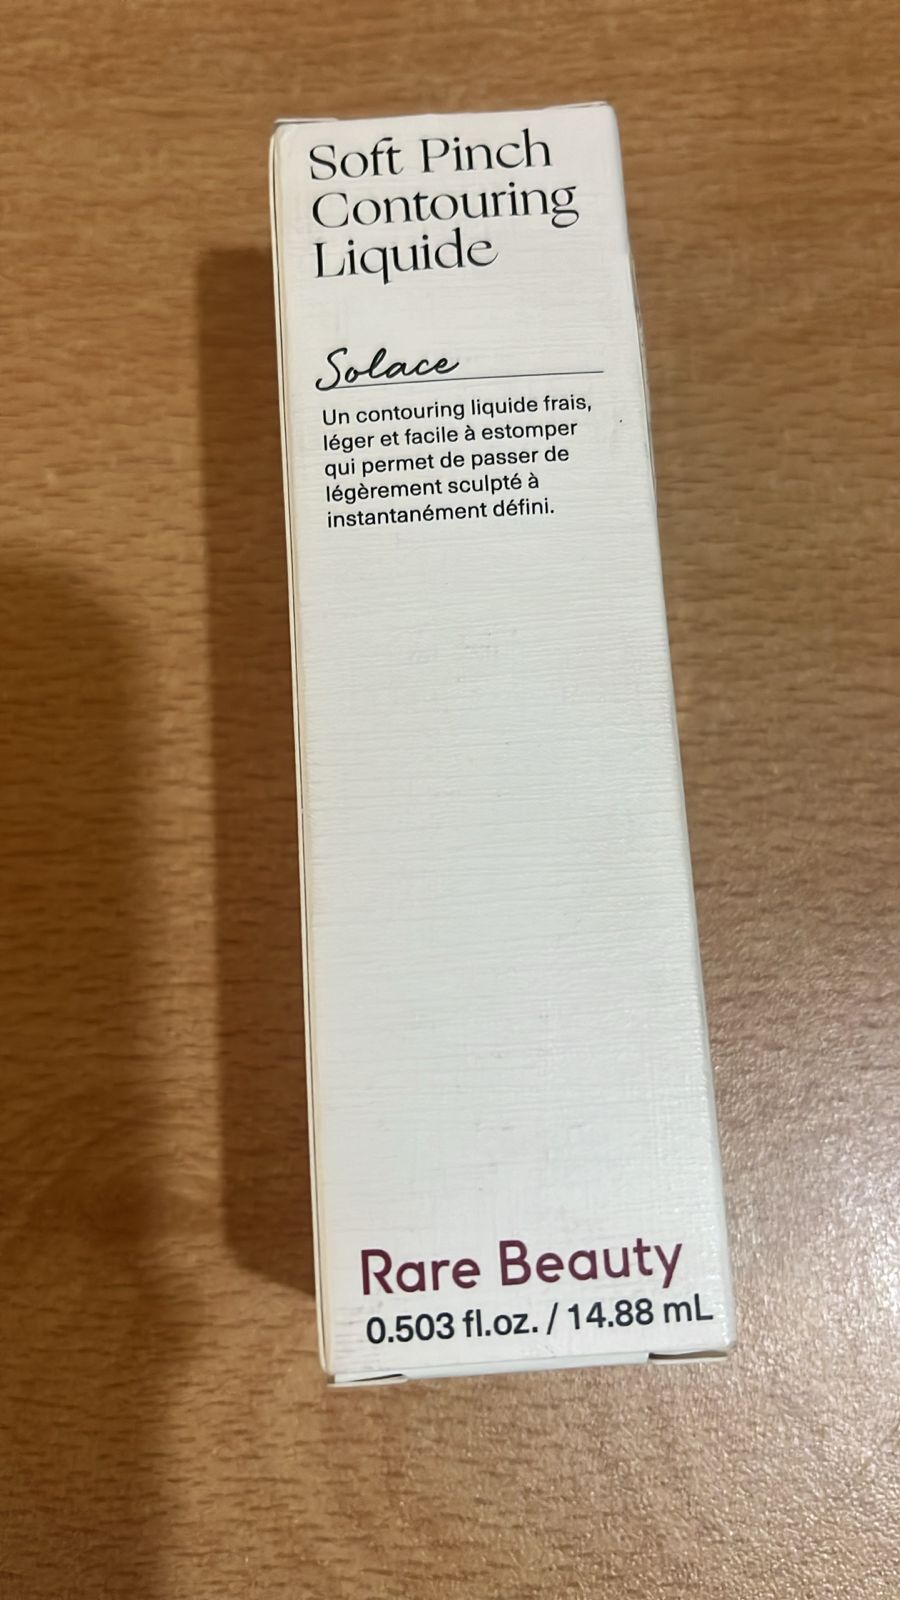 Soft Pinch
Contouring
Liquide
Solace
Un contouring liquide frais,
léger et facile à estomper
qui permet de passer de
légèrement sculpté à
instantanément défini.
Rare Beauty
0.503 fl.oz. / 14.88 mL